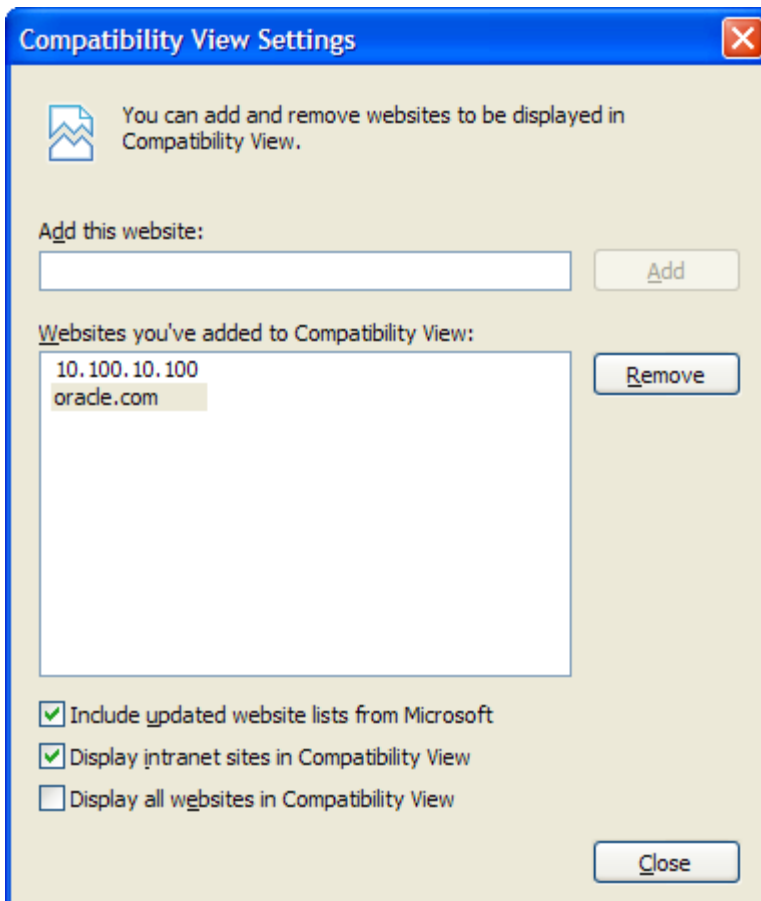 Compatibility View Settings
You can add and remove websites to be displayed in
Compatibility View.
Add this website:
Add
Websites you've added to Compatibility View:
10.100.10.100
Remove
oracle.com
Include updated website lists from Microsoft
Display intranet sites in Compatibility View
Display all websites in Compatibility View
Close